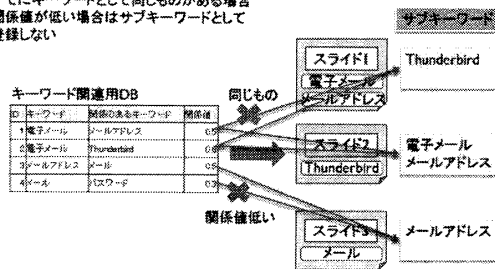 てにキーワードとして同じものがある場合
関係値が低い場合はサブキーワードとして
登録しない
サブキーワード
スライド1
電子メール
メールアドレス
Thunderbird
キーワード関連用DB
同じもの
ID キーワード 関係のあるキーワード 関係値
1 電子メール メールアドレス 0.5
2 電子メール Thunderbird
3 メールアドレス メール 0.5
4 メール パスワード
スライド2
Thunderbird
電子メール
メールアドレス
関係値低い
スライド3
メール
メールアドレス